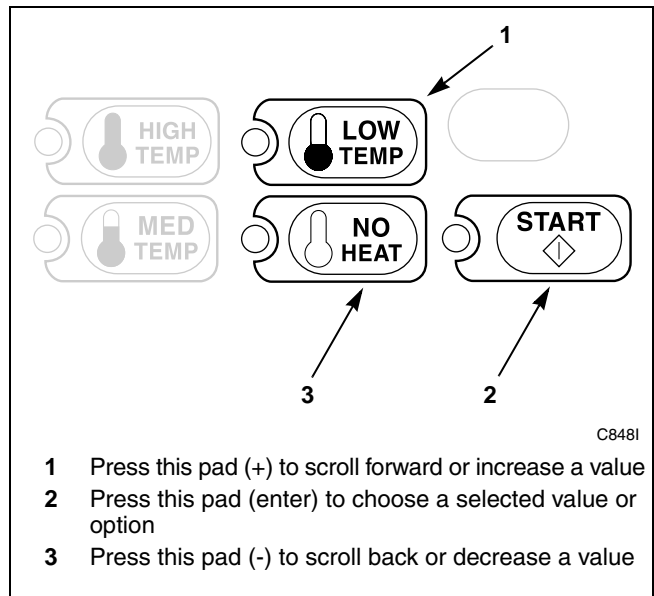 1
HIGH
TEMP
LOW
TEMP
MED
TEMP
NO
HEAT
START
3
2
C848I
1 Press this pad (+) to scroll forward or increase a value
2 Press this pad (enter) to choose a selected value or
option
3 Press this pad (-) to scroll back or decrease a value